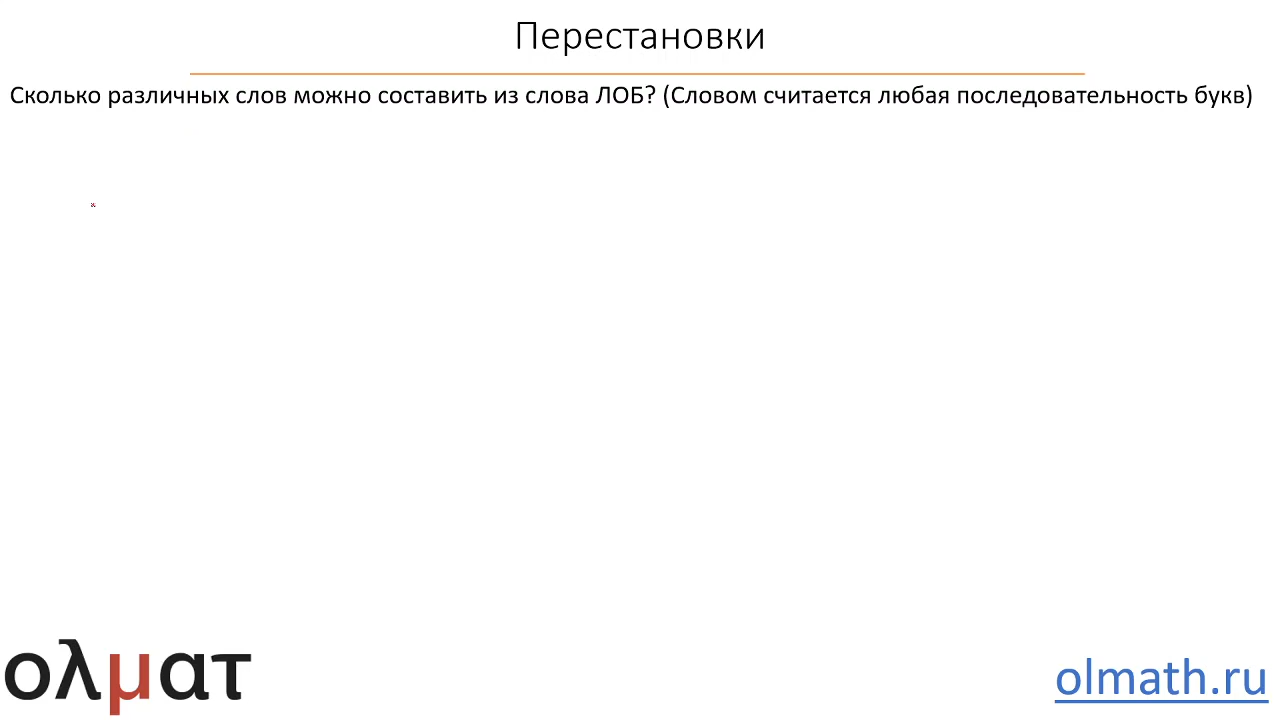 Перестановки
Сколько различных слов можно составить из слова ЛОБ? (Словом считается любая последовательность букв)
ολματ
olmath.ru